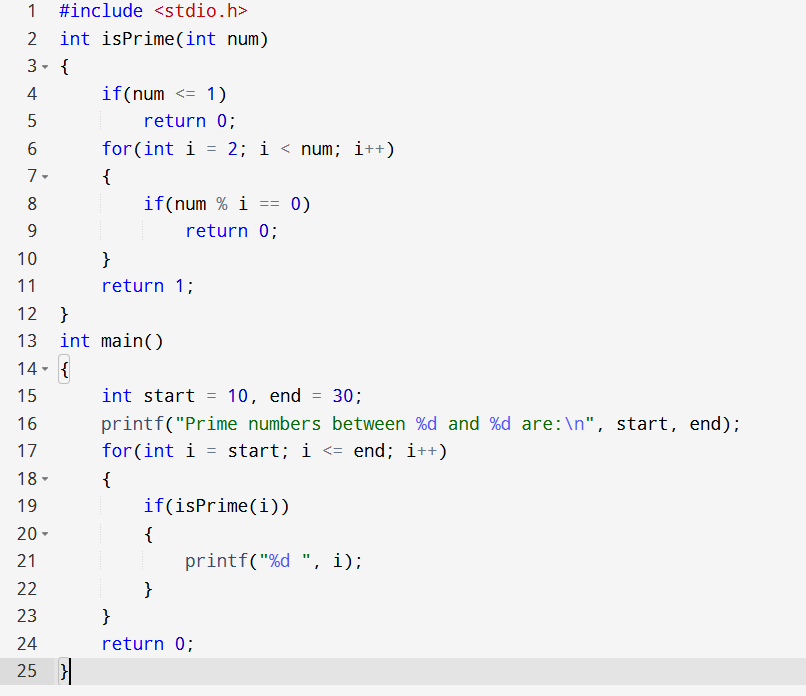 1 #include <stdio.h>
2 int isPrime(int num)
3 {
4     if(num <= 1)
5         return 0;
6     for(int i = 2; i < num; i++)
7     {
8         if(num % i == 0)
9             return 0;
10     }
11     return 1;
12 }
13 int main()
14 {
15     int start = 10, end = 30;
16     printf("Prime numbers between %d and %d are:\n", start, end);
17     for(int i = start; i <= end; i++)
18     {
19         if(isPrime(i))
20         {
21             printf("%d ", i);
22         }
23     }
24     return 0;
25 }